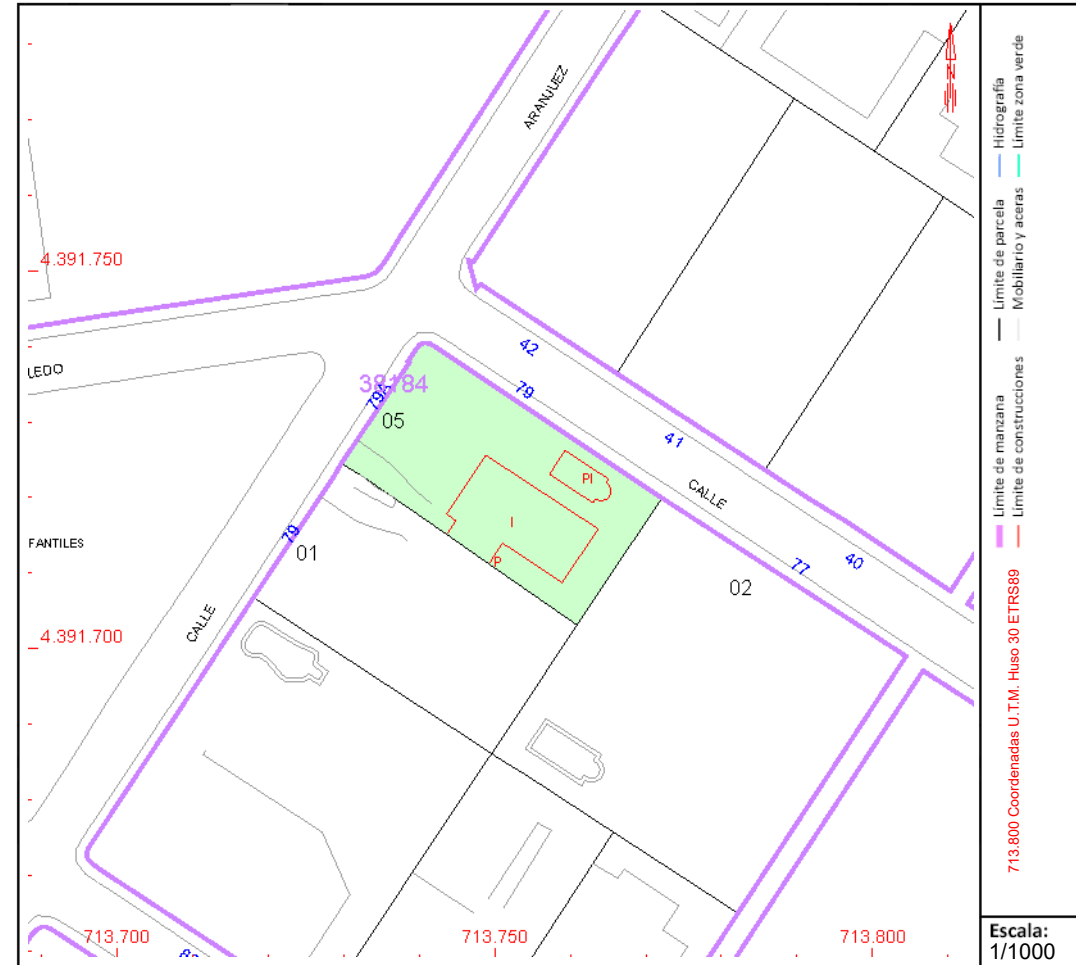 ARANJUEZ
4.391.750
42
LEDO
38184
79A
79
05
41
PI
CALLE
I
79
FANTILES
01
P
40
77
02
CALLE
4.391.700
713.700
713.750
713.800
N
Hidrografía
Límite zona verde
Límite de parcela
Mobiliario y aceras
Límite de manzana
Límite de construcciones
713.800 Coordenadas U.T.M. Huso 30 ETRS89
Escala:
1/1000